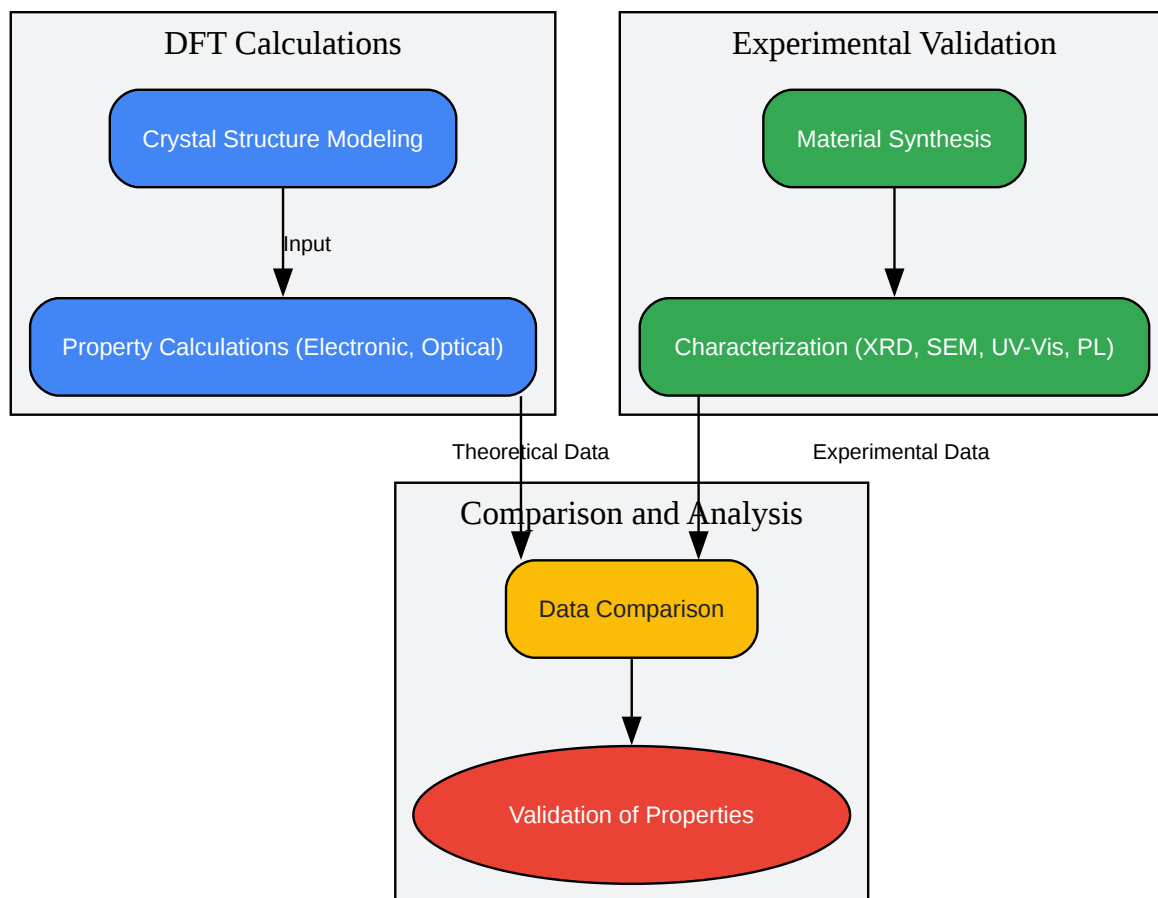 DFT Calculations
Crystal Structure Modeling
Input
Property Calculations (Electronic, Optical)
Experimental Validation
Material Synthesis
Characterization (XRD, SEM, UV-Vis, PL)
Theoretical Data
Experimental Data
Comparison and Analysis
Data Comparison
Validation of Properties